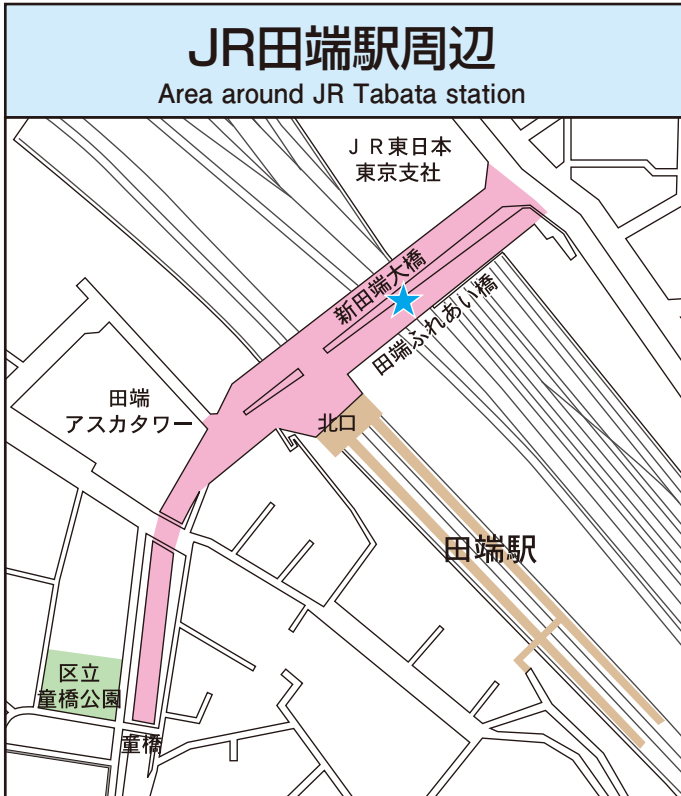 JR田端駅周辺
Area around JR Tabata station
ＪＲ東日本
東京支社
新田端大橋
田端ふれあい橋
田端
アスカタワー
北口
田端駅
区立
童橋公園
童橋